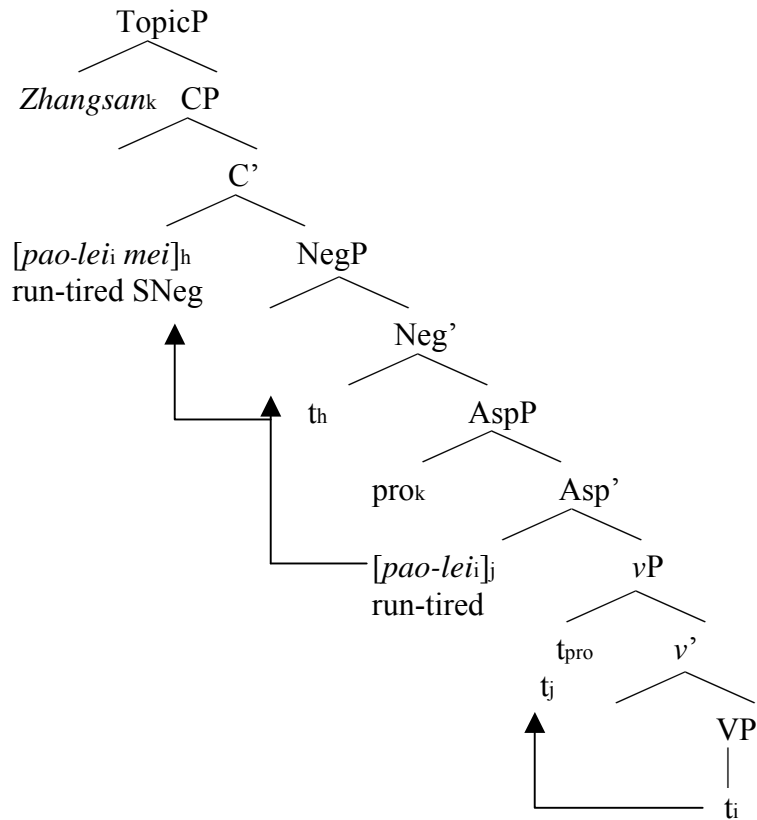 TopicP
Zhangsank CP
C’
[pao-leii mei]h NegP
run-tired SNeg
Neg’
th AspP
prok Asp’
[pao-leii]j vP
run-tired
tpro v’
tj
VP
ti